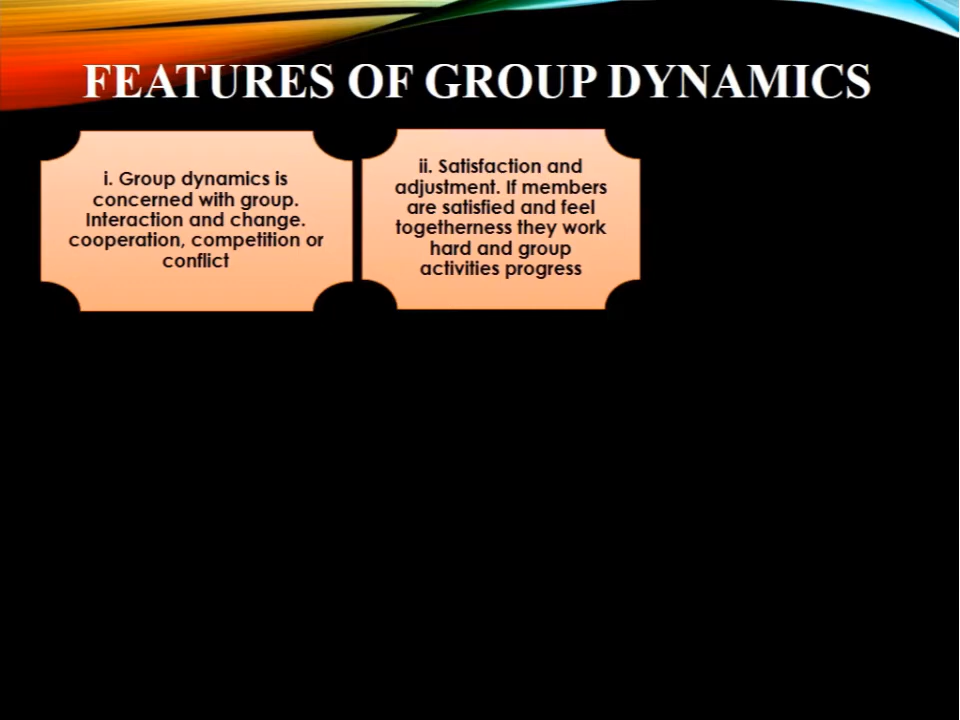 FEATURES OF GROUP DYNAMICS
i. Group dynamics is
concerned with group.
Interaction and change.
cooperation, competition or
conflict
ii. Satisfaction and
adjustment. If members
are satisfied and feel
togetherness they work
hard and group
activities progress